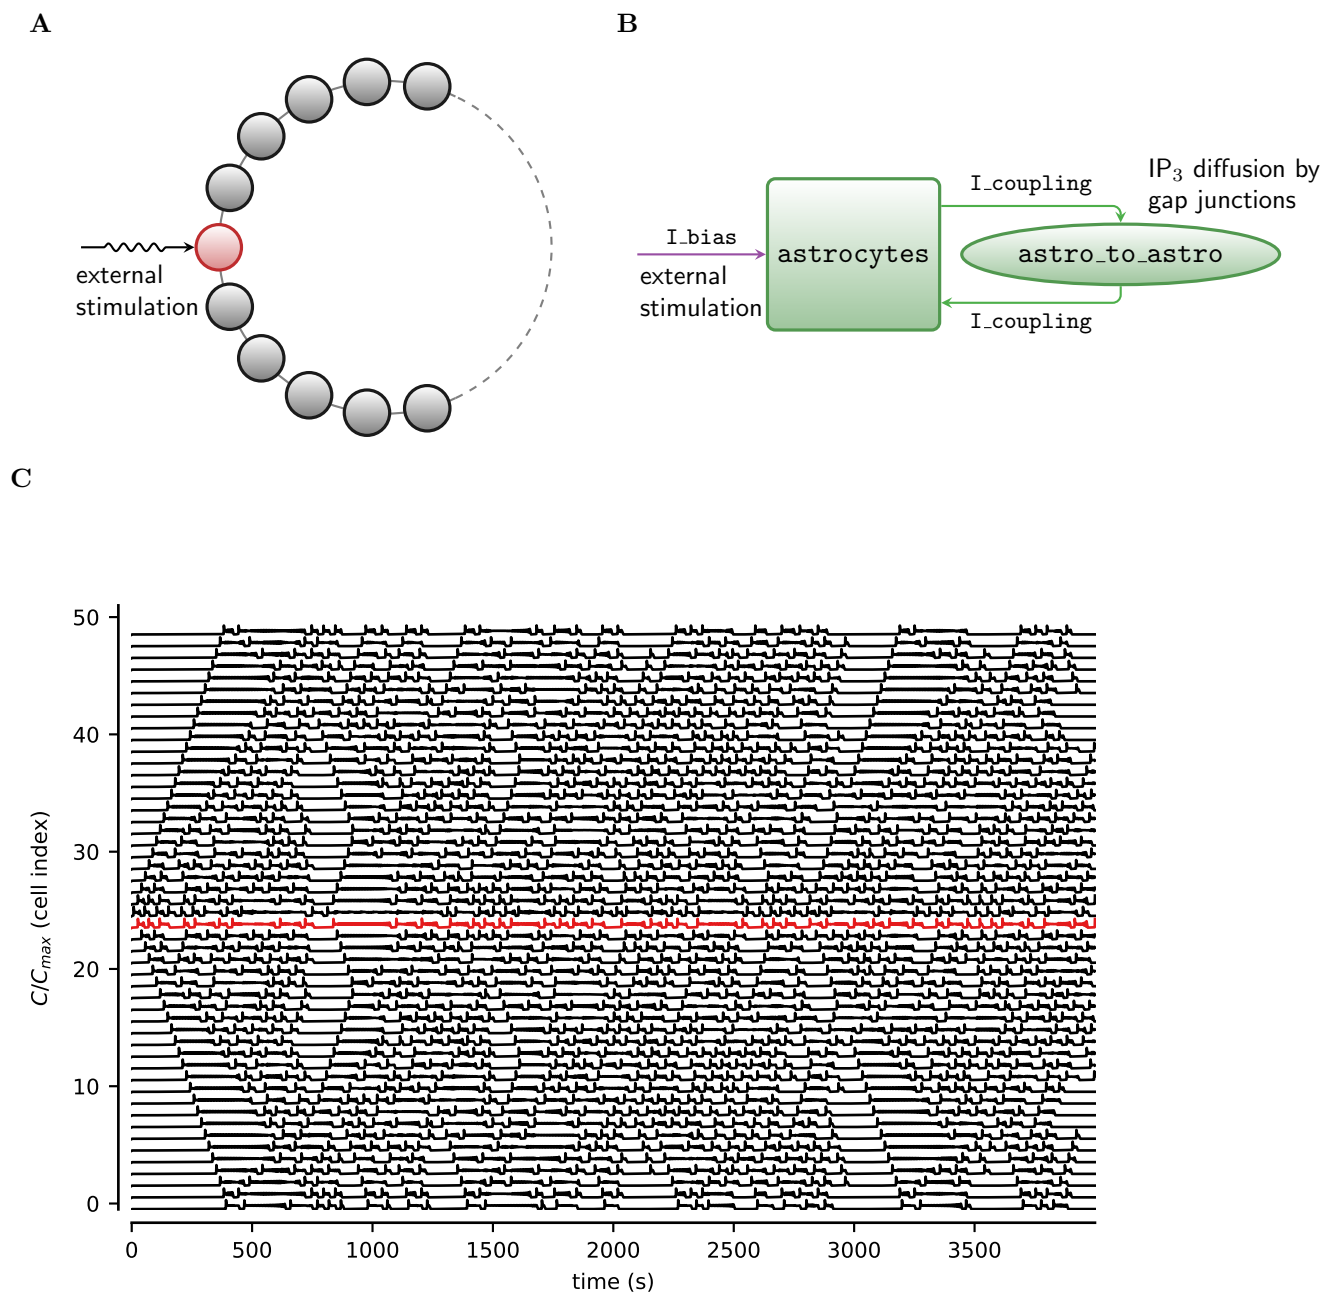 A
external
stimulation
B
I_bias
external
stimulation
astrocytes
I_coupling
astro_to_astro
I_coupling
IP₃ diffusion by
gap junctions
C
C/Cmax (cell index)
50
40
30
20
10
0
0 500 1000 1500 2000 2500 3000 3500
time (s)